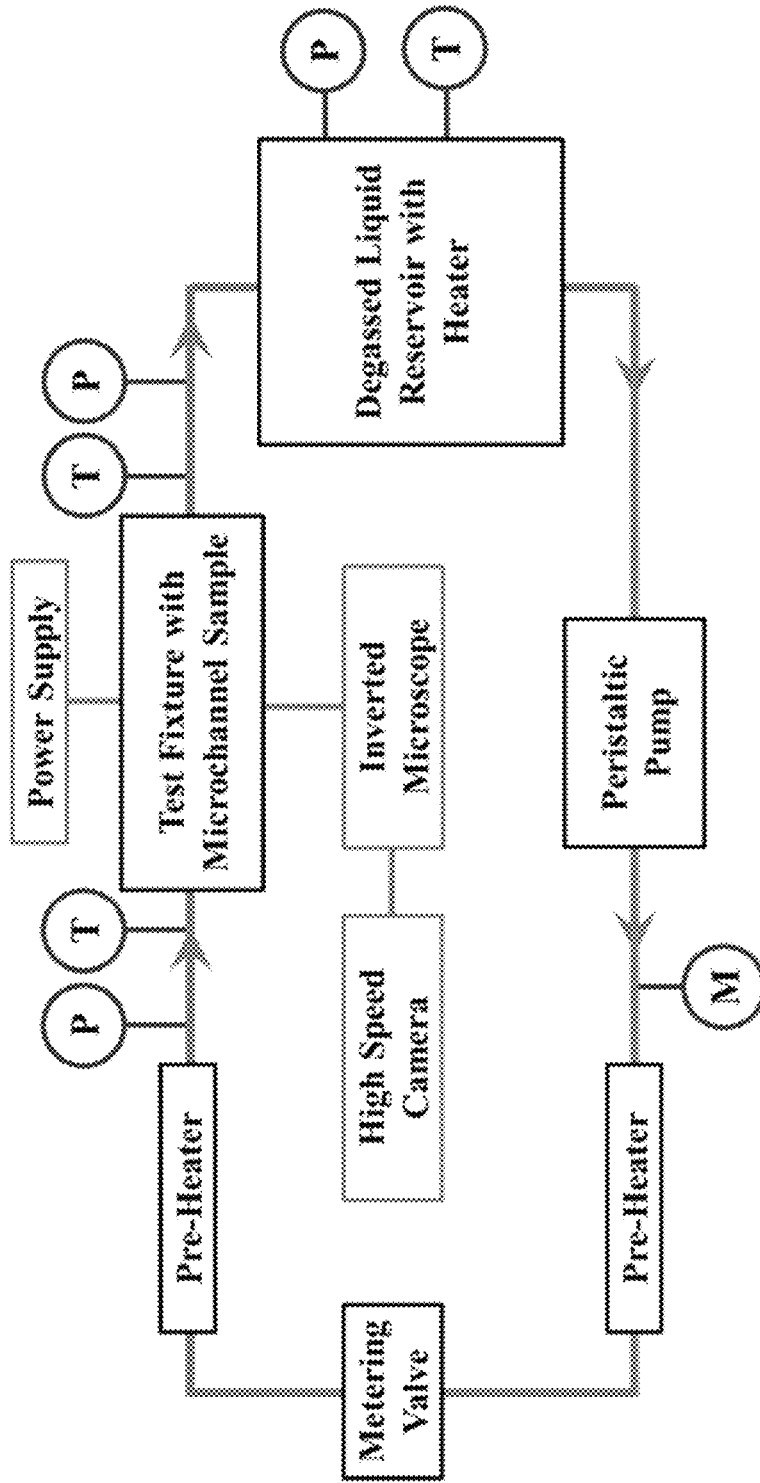 Power Supply
P
T
T
P
Pre-Heater
Test Fixture with
Microchannel Sample
P
T
Metering
Valve
High Speed
Camera
Inverted
Microscope
Degassed Liquid
Reservoir with
Heater
Pre-Heater
Peristaltic
Pump
M